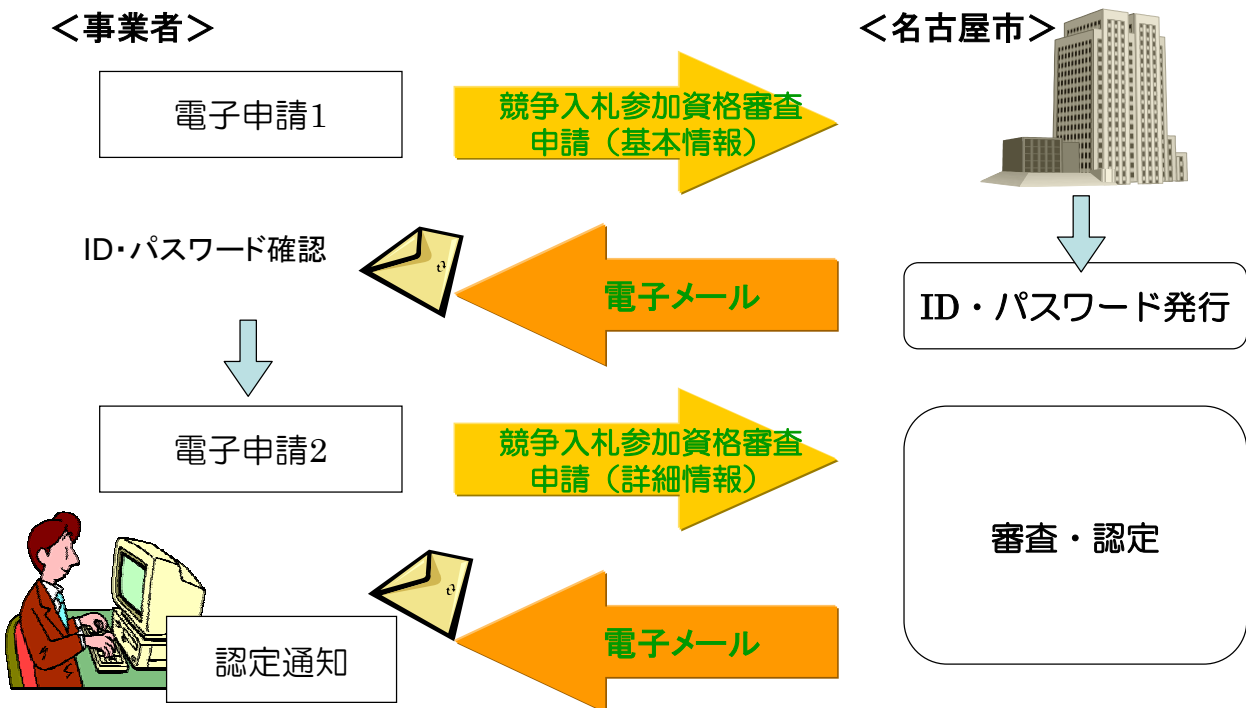 ＜事業者＞
＜名古屋市＞
電子申請1
競争入札参加資格審査
申請（基本情報）
ID・パスワード確認
電子メール
ID・パスワード発行
電子申請2
競争入札参加資格審査
申請（詳細情報）
審査・認定
認定通知
電子メール